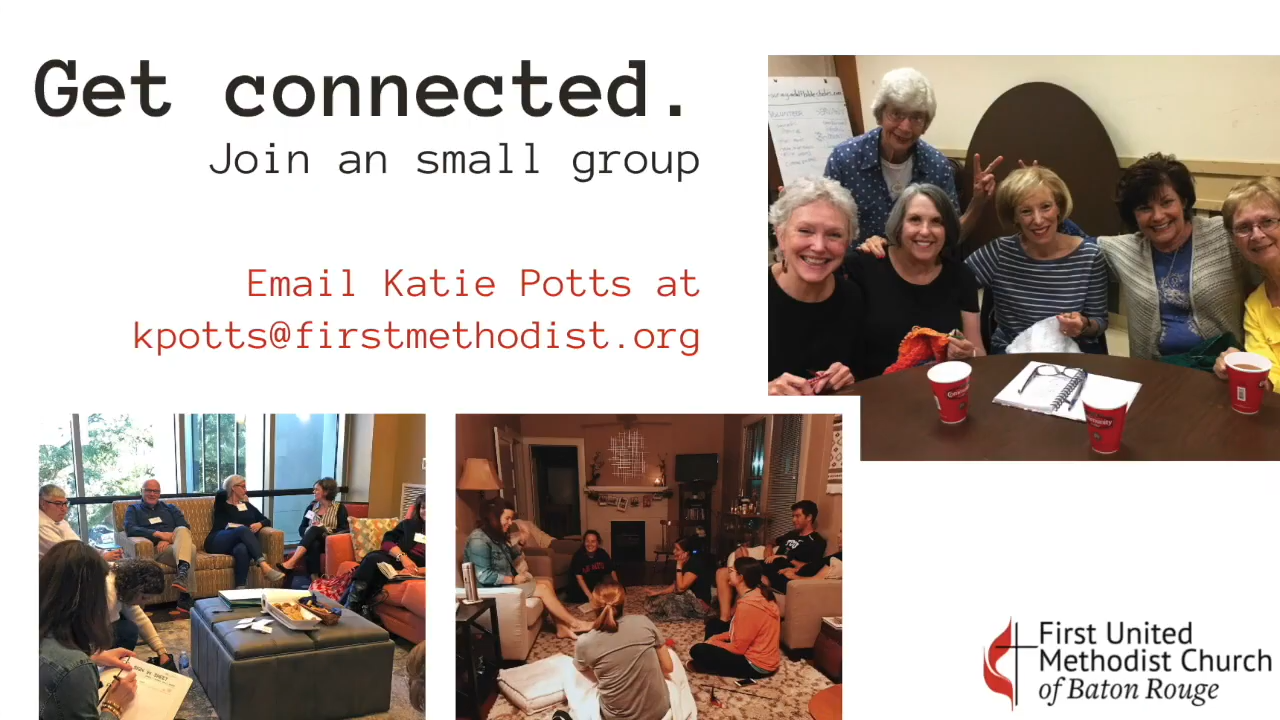 Get connected.
Join an small group
Email Katie Potts at
kpotts@firstmethodist.org
First United
Methodist Church
of Baton Rouge